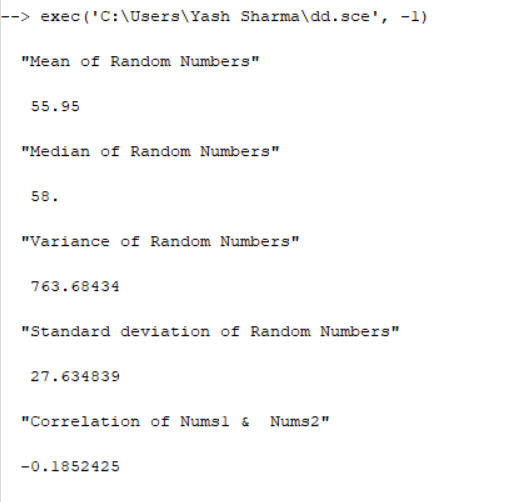 --> exec('C:\Users\Yash Sharma\dd.sce', -1)
"Mean of Random Numbers"
55.95
"Median of Random Numbers"
58.
"Variance of Random Numbers"
763.68434
"Standard deviation of Random Numbers"
27.634839
"Correlation of Nums1 &  Nums2"
-0.1852425